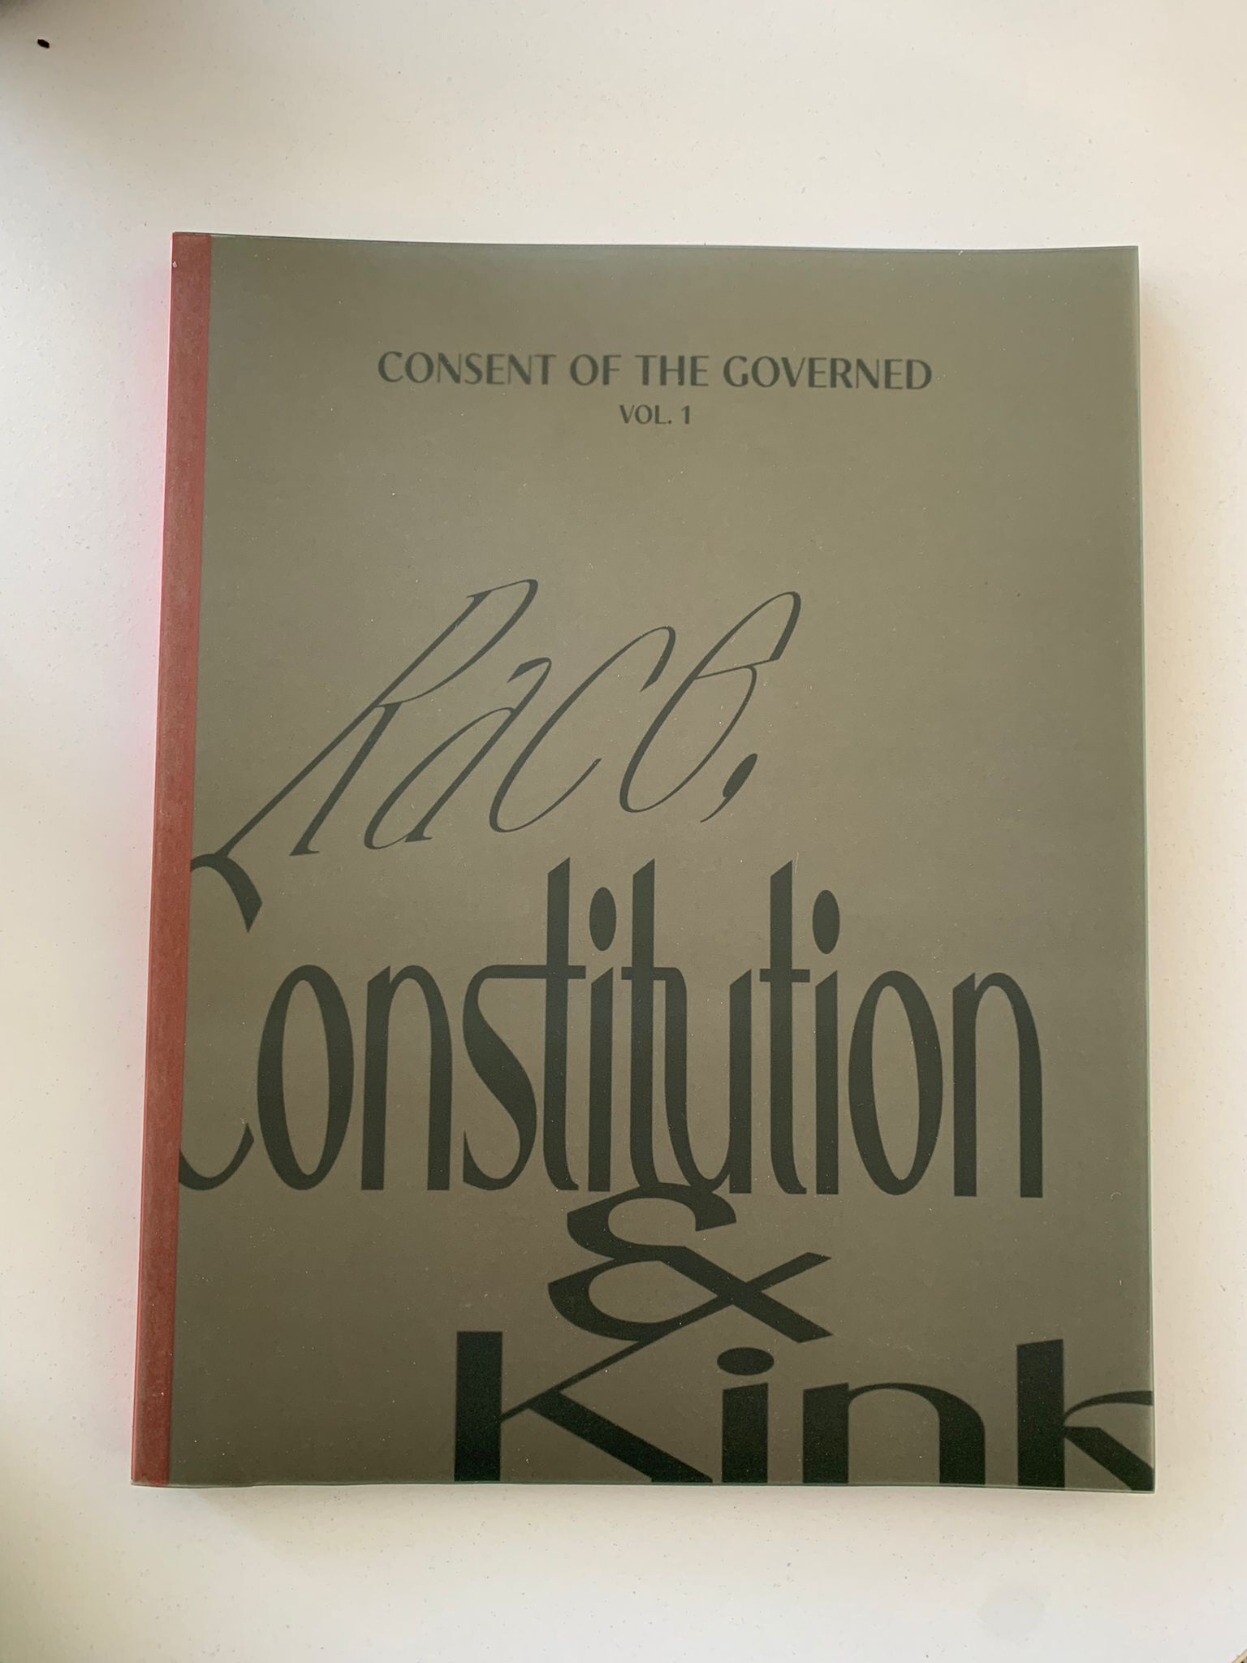 CONSENT OF THE GOVERNED
VOL. 1
Race,
Constitution
&
Kink